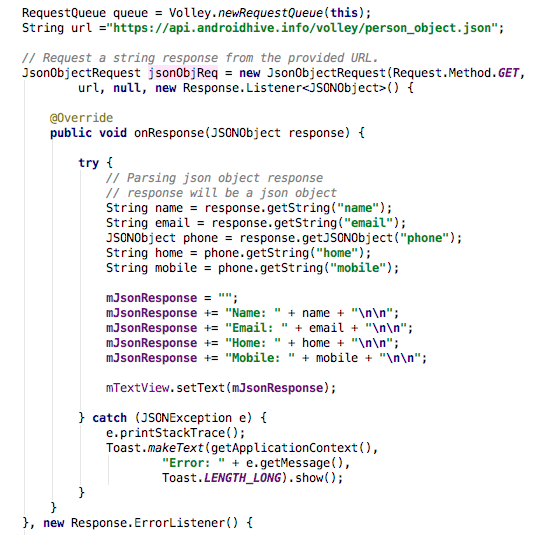 RequestQueue queue = Volley.newRequestQueue(this);
String url ="https://api.androidhive.info/volley/person_object.json";
// Request a string response from the provided URL.
JsonObjectRequest jsonObjReq = new JsonObjectRequest(Request.Method.GET,
url, null, new Response.Listener<JSONObject>() {
@Override
public void onResponse(JSONObject response) {
try {
// Parsing json object response
// response will be a json object
String name = response.getString("name");
String email = response.getString("email");
JSONObject phone = response.getJSONObject("phone");
String home = phone.getString("home");
String mobile = phone.getString("mobile");
mJsonResponse = "";
mJsonResponse += "Name: " + name + "\n\n";
mJsonResponse += "Email: " + email + "\n\n";
mJsonResponse += "Home: " + home + "\n\n";
mJsonResponse += "Mobile: " + mobile + "\n\n";
mTextView.setText(mJsonResponse);
} catch (JSONException e) {
e.printStackTrace();
Toast.makeText(getApplicationContext(),
"Error: " + e.getMessage(),
Toast.LENGTH_LONG).show();
}
}
}, new Response.ErrorListener() {